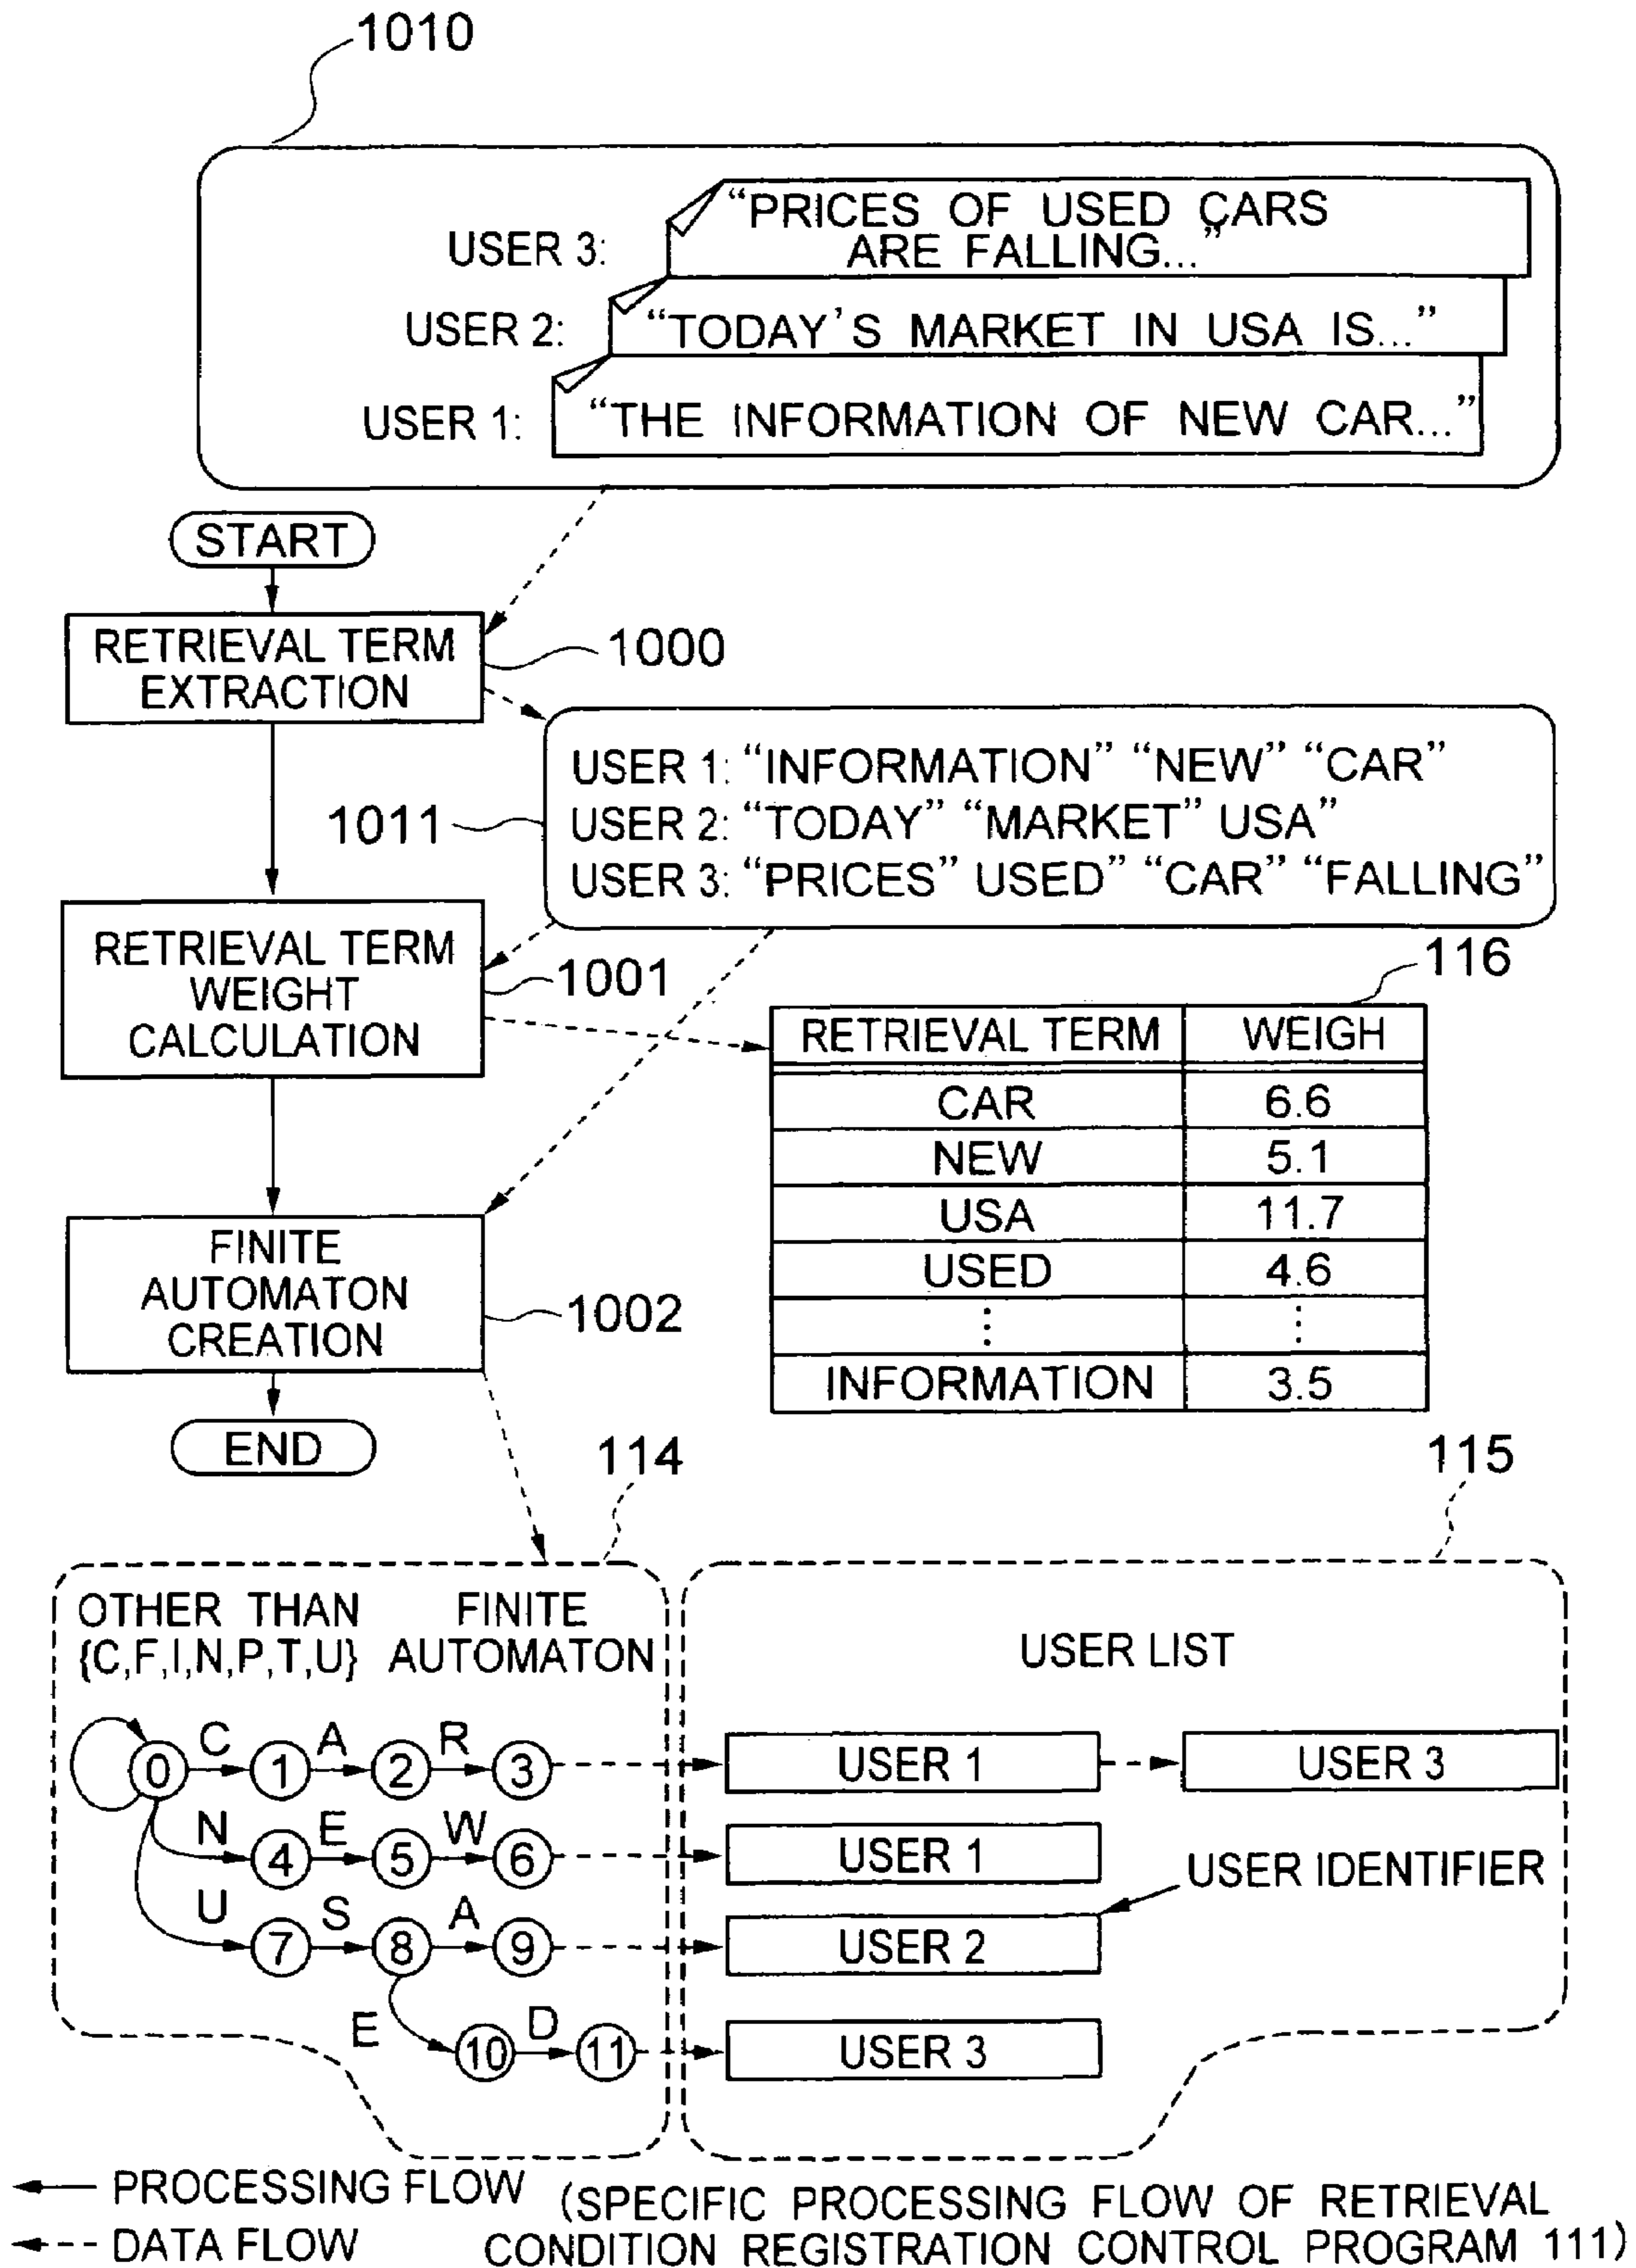 1010
“PRICES OF USED CARS
USER 3:
ARE FALLING...”
USER 2: “TODAY'S MARKET IN USA IS...”
USER 1: “THE INFORMATION OF NEW CAR...”
START
RETRIEVAL TERM
EXTRACTION
1000
USER 1: “INFORMATION” “NEW” “CAR”
USER 2: “TODAY” “MARKET” USA”
USER 3: “PRICES” USED” “CAR” “FALLING”
1011
RETRIEVAL TERM
WEIGHT
CALCULATION
1001
116
RETRIEVAL TERM WEIGH
CAR 6.6
NEW 5.1
USA 11.7
USED 4.6
⋮ ⋮
INFORMATION 3.5
FINITE
AUTOMATON
CREATION
1002
END
114
115
OTHER THAN
{C,F,I,N,P,T,U}
FINITE
AUTOMATON
USER LIST
C A R
0 1 2 3
USER 1 USER 3
N E W
4 5 6
USER 1
USER IDENTIFIER
U S A
7 8 9
USER 2
E D
10 11
USER 3
PROCESSING FLOW
DATA FLOW
(SPECIFIC PROCESSING FLOW OF RETRIEVAL
CONDITION REGISTRATION CONTROL PROGRAM 111)